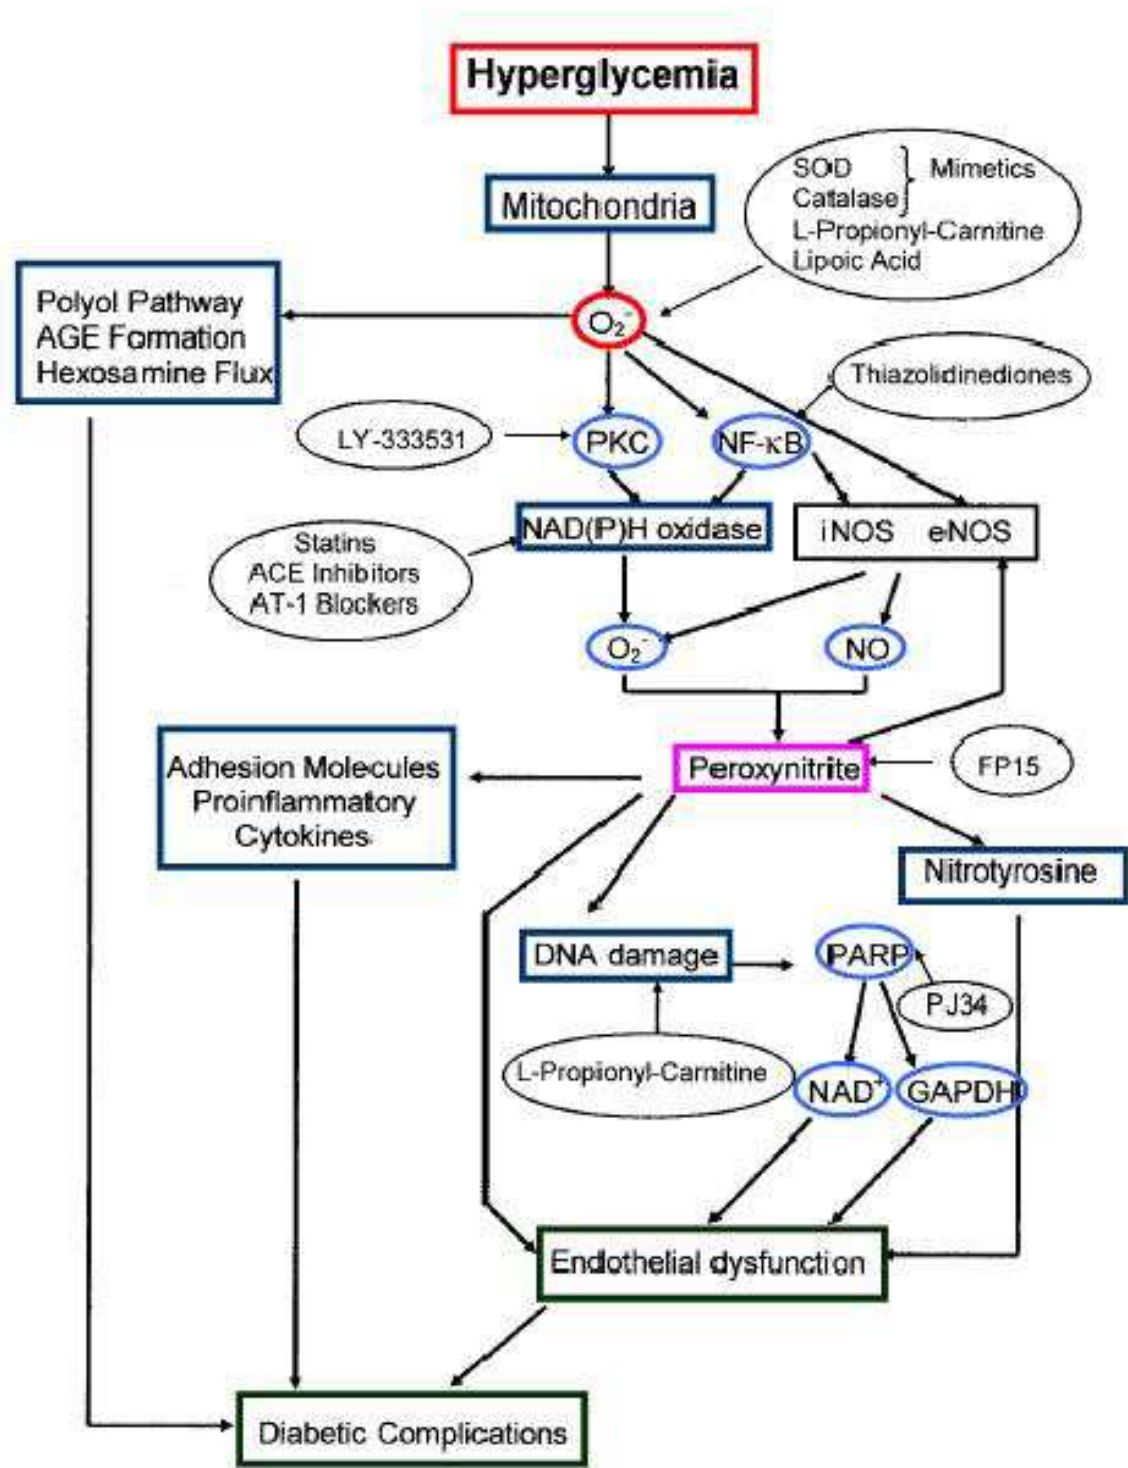 Hyperglycemia
SOD
Catalase } Mimetics
L-Propionyl-Carnitine
Lipoic Acid
Mitochondria
Polyol Pathway
AGE Formation
Hexosamine Flux
O₂⁻
Thiazolidinediones
LY-333531
PKC
NF-κB
NAD(P)H oxidase
iNOS eNOS
Statins
ACE Inhibitors
AT-1 Blockers
O₂⁻
NO
Adhesion Molecules
Proinflammatory
Cytokines
Peroxynitrite
FP15
Nitrotyrosine
DNA damage
PARP
PJ34
L-Propionyl-Carnitine
NAD⁺
GAPDH
Endothelial dysfunction
Diabetic Complications